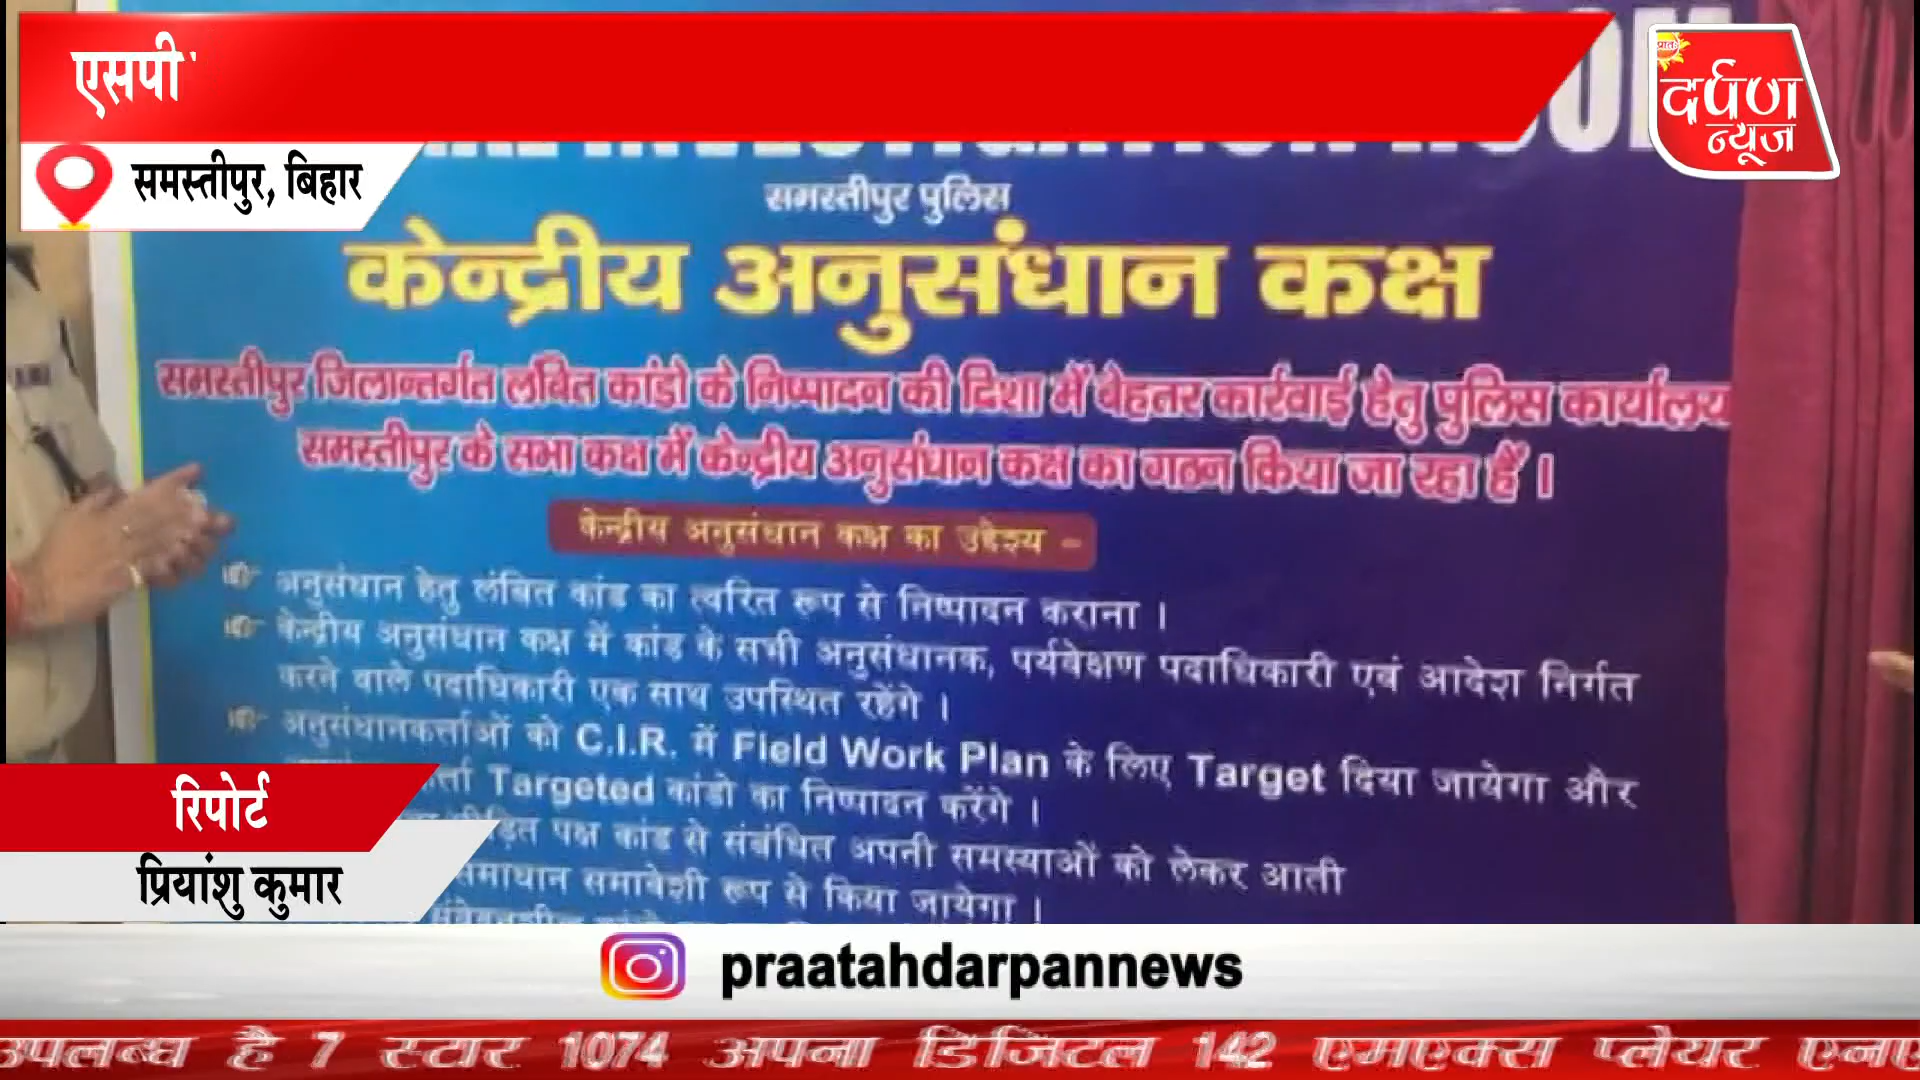 एसपी
प्रातः
दर्पण
न्यूज
समस्तीपुर, बिहार
INVESTIGATION ROOM
समस्तीपुर पुलिस
केन्द्रीय अनुसंधान कक्ष
समस्तीपुर जिलान्तर्गत लंबित कांडो के निष्पादन की दिशा में बेहतर कार्रवाई हेतु पुलिस कार्यालय
समस्तीपुर के सभा कक्ष में केन्द्रीय अनुसंधान कक्ष का गठन किया जा रहा हैं ।
केन्द्रीय अनुसंधान कक्ष का उद्देश्य –
अनुसंधान हेतु लंबित कांड का त्वरित रूप से निष्पादन कराना ।
केन्द्रीय अनुसंधान कक्ष में कांड के सभी अनुसंधानक, पर्यवेक्षण पदाधिकारी एवं आदेश निर्गत
करने वाले पदाधिकारी एक साथ उपस्थित रहेंगे ।
अनुसंधानकर्त्ताओं को C.I.R. में Field Work Plan के लिए Target दिया जायेगा और
Targeted कांडो का निष्पादन करेंगे ।
पीड़ित पक्ष कांड से संबंधित अपनी समस्याओं को लेकर आती
समाधान समावेशी रूप से किया जायेगा ।
रिपोर्ट
प्रियांशु कुमार
praatahdarpannews
उपलब्ध है 7 स्टार 1074 अपना डिजिटल 142 एमएक्स प्लेयर